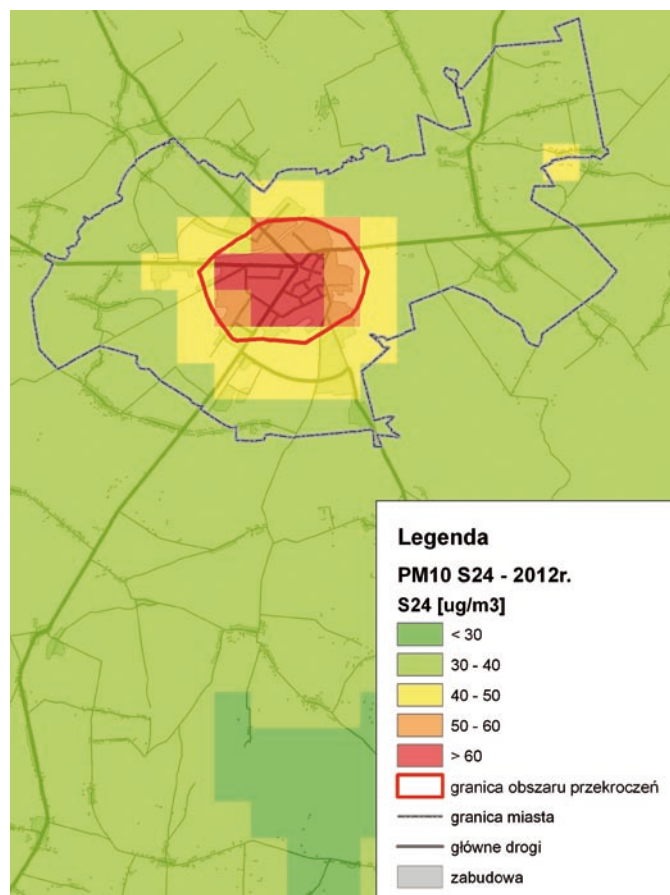 Legenda
PM10 S24 - 2012r.
S24 [ug/m3]
< 30
30 - 40
40 - 50
50 - 60
> 60
granica obszaru przekroczeń
granica miasta
główne drogi
zabudowa